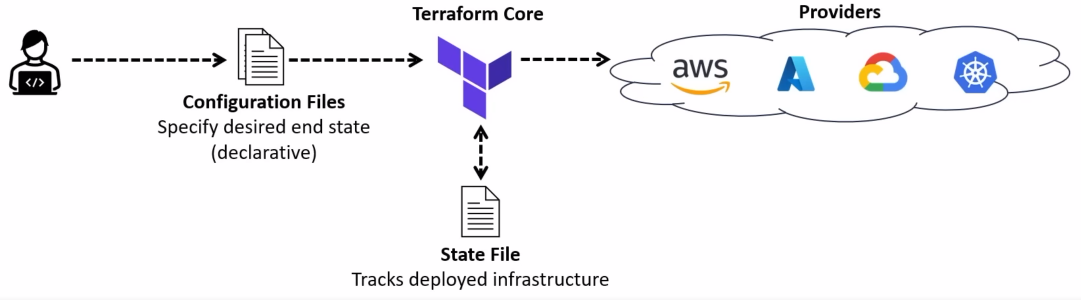 Terraform Core
Providers
</>
aws
Configuration Files
Specify desired end state
(declarative)
State File
Tracks deployed infrastructure